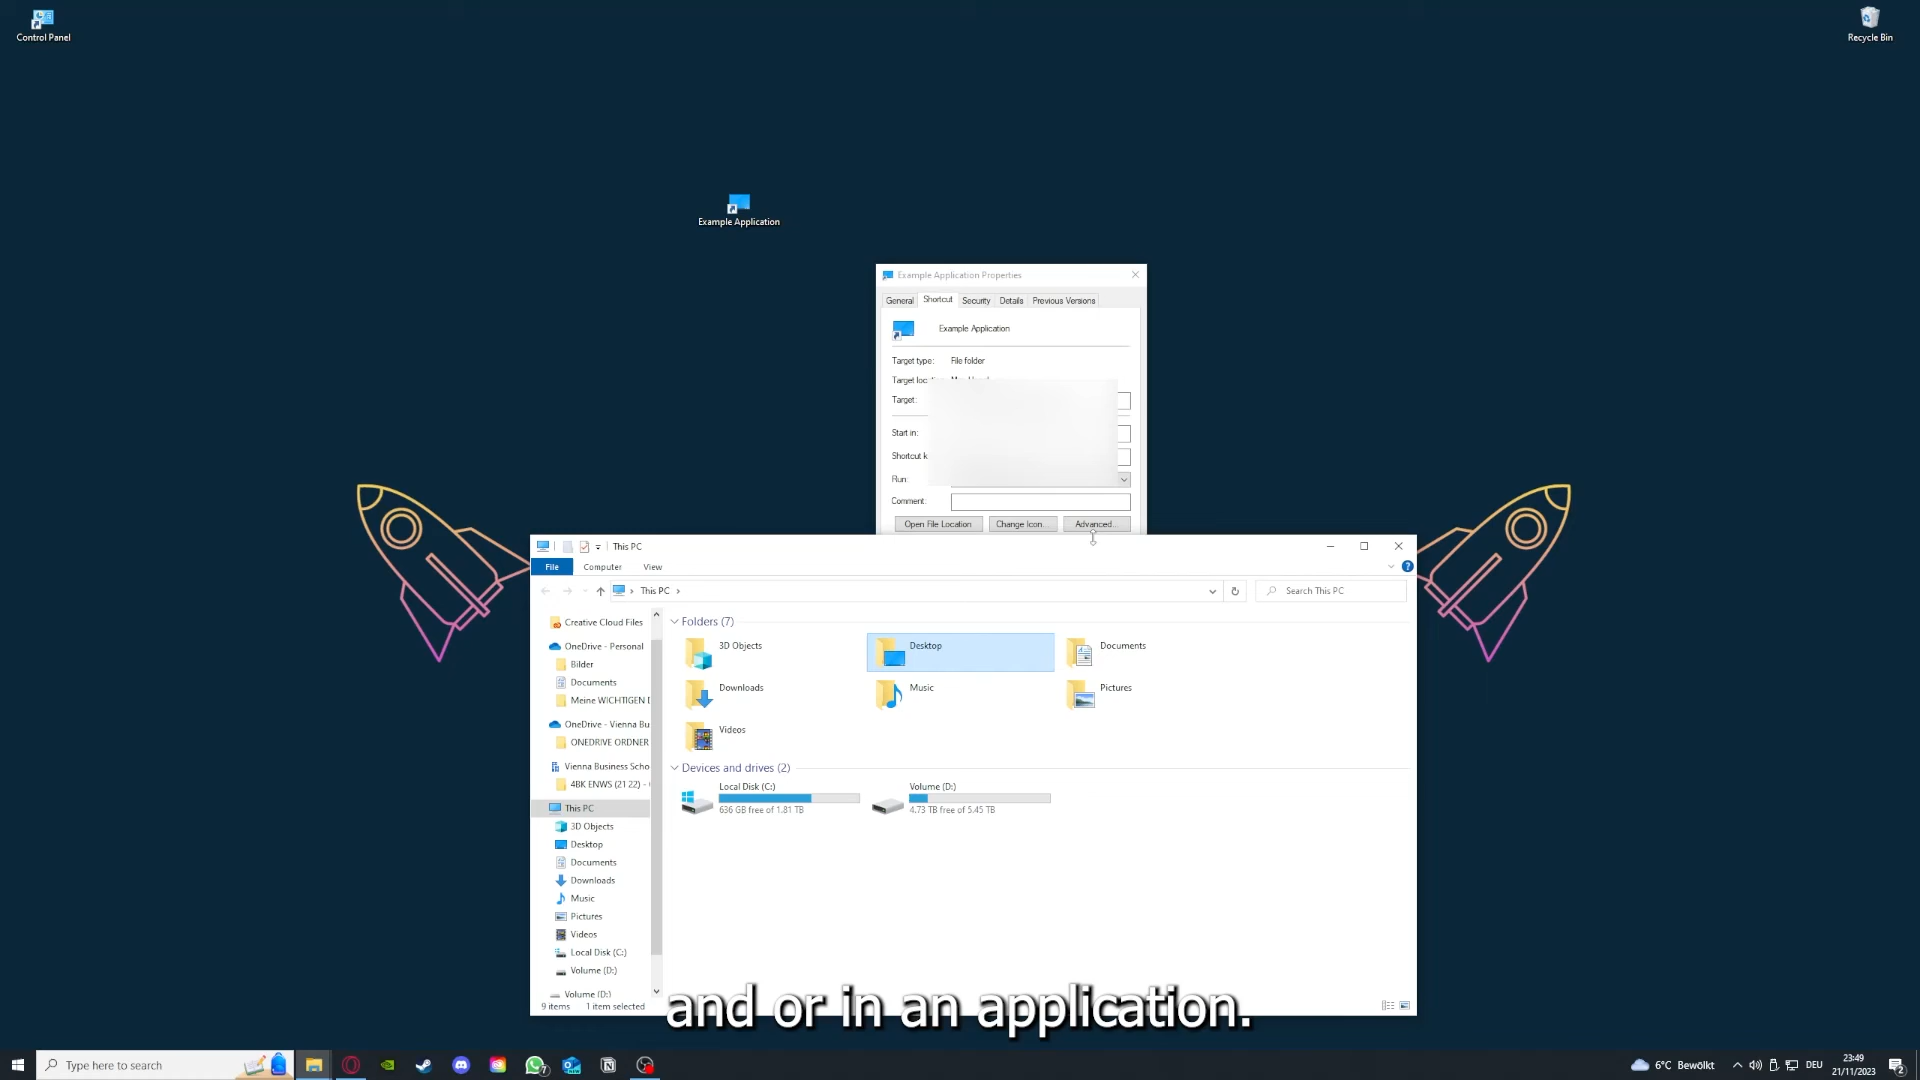 Control Panel
Recycle Bin
Example Application
Example Application Properties
General Shortcut Security Details Previous Versions
Example Application
Target type: File folder
Target
Target:
Start in:
Shortcut
Run:
Comment:
Open File Location Change Icon... Advanced...
This PC
File Computer View
This PC
Search This PC
Creative Cloud Files
OneDrive - Personal
Bilder
Documents
Meine WICHTIGEN
OneDrive - Vienna
ONEDRIVE ORDNER
Vienna Business
4BK ENWS (21 22) -
This PC
3D Objects
Desktop
Documents
Downloads
Music
Pictures
Videos
Local Disk (C:)
Volume (D:)
Volume (D:)
Folders (7)
3D Objects
Desktop
Documents
Downloads
Music
Pictures
Videos
Devices and drives (2)
Local Disk (C:)
636 GB free of 1.81 TB
Volume (D:)
4.73 TB free of 5.45 TB
9 items 1 item selected
and or in an application.
Type here to search
7
6°C Bewölkt
DEU
23:49
21/11/2023
2